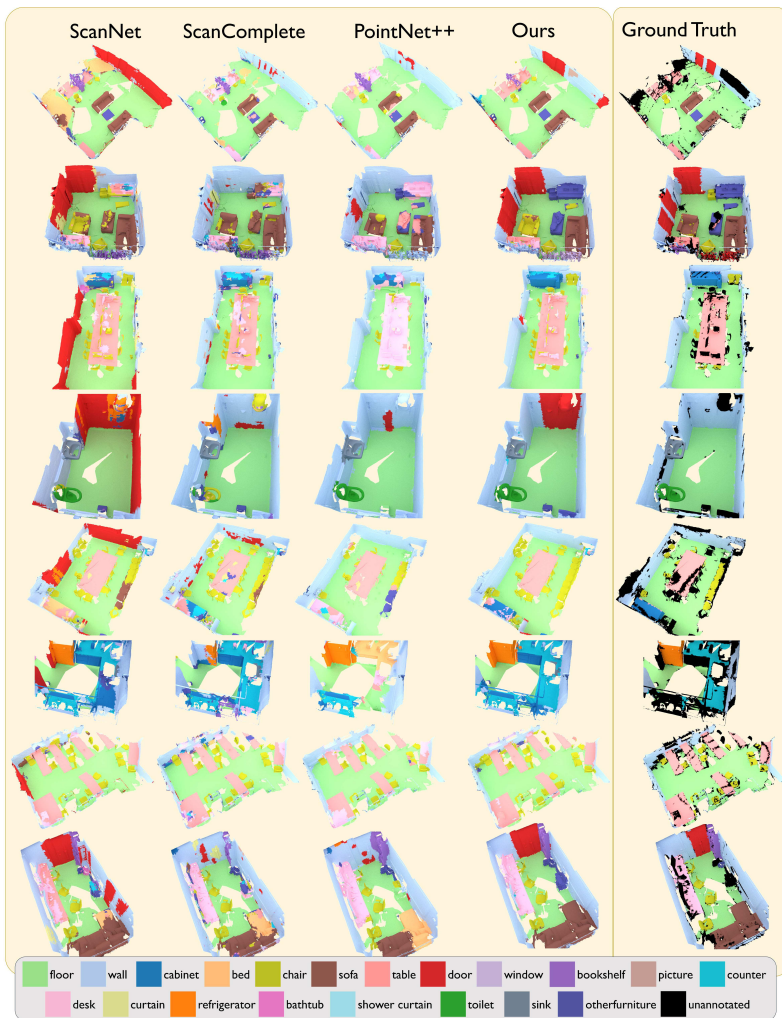 ScanNet ScanComplete PointNet++ Ours Ground Truth
floor wall cabinet bed chair sofa table door window bookshelf picture counter
desk curtain refrigerator bathtub shower curtain toilet sink otherfurniture unannotated